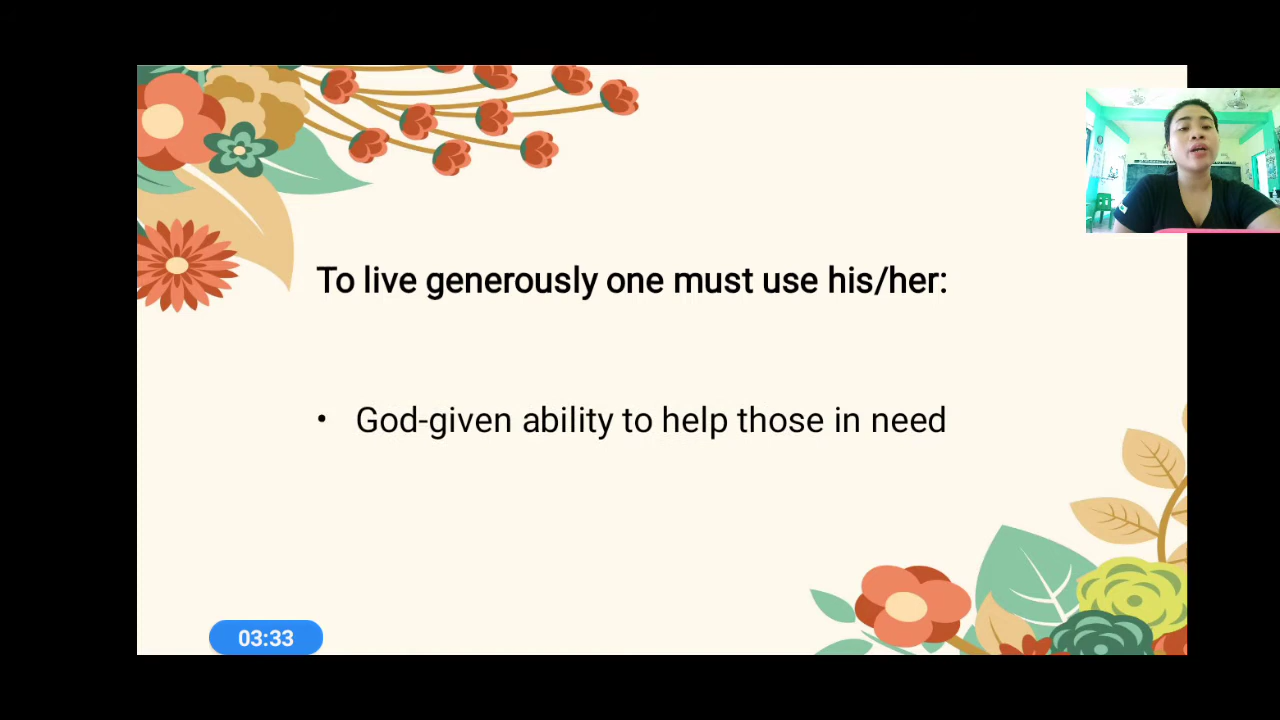 To live generously one must use his/her:
• God-given ability to help those in need
03:33